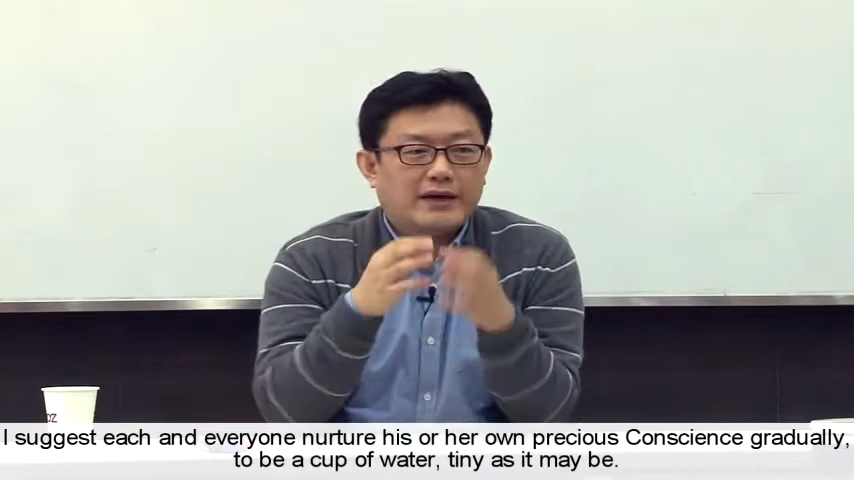 I suggest each and everyone nurture his or her own precious Conscience gradually,
to be a cup of water, tiny as it may be.